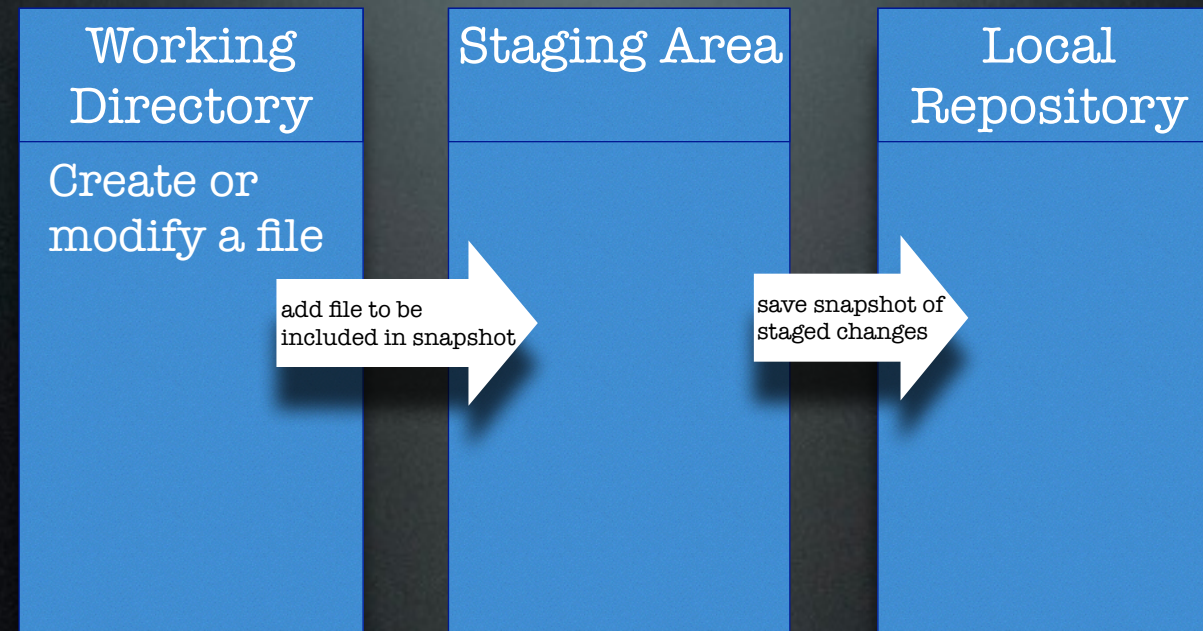 Working
Directory
Staging Area
Local
Repository
Create or
modify a file
add file to be
included in snapshot
save snapshot of
staged changes